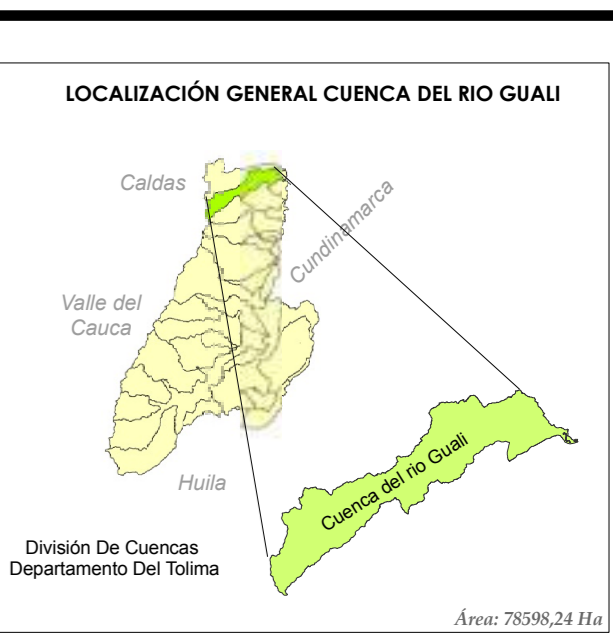 LOCALIZACIÓN GENERAL CUENCA DEL RIO GUALI
Caldas
Cundinamarca
Valle del
Cauca
Huila
Cuenca del rio Guali
División De Cuencas
Departamento Del Tolima
Área: 78598,24 Ha